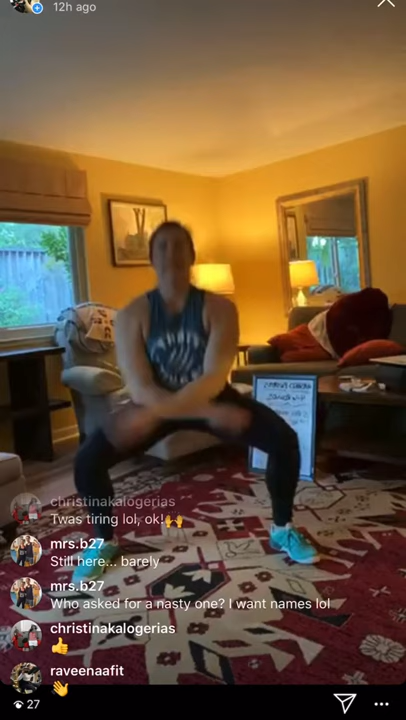 12h ago
christinakalogerias
Twas tiring lol, ok!🙌
mrs.b27
Still here... barely
mrs.b27
Who asked for a nasty one? I want names lol
christinakalogerias
👍
raveenaafit
👋
27